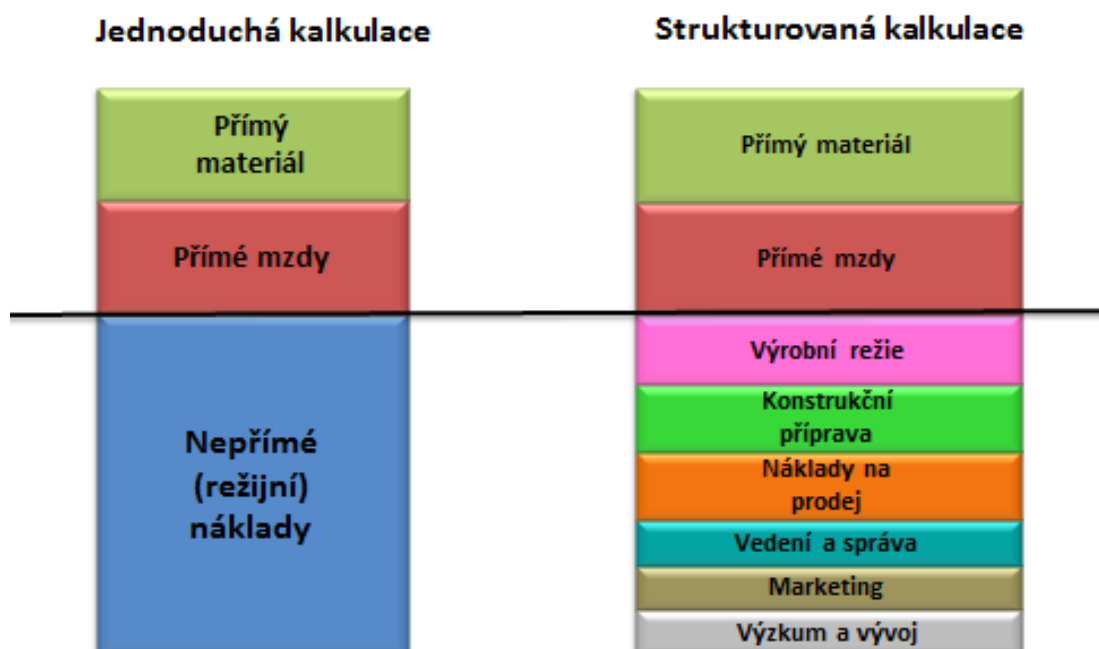 Jednoduchá kalkulace
Přímý
materiál
Přímé mzdy
Nepřímé
(režijní)
náklady
Strukturovaná kalkulace
Přímý materiál
Přímé mzdy
Výrobní režie
Konstrukční
příprava
Náklady na
prodej
Vedení a správa
Marketing
Výzkum a vývoj